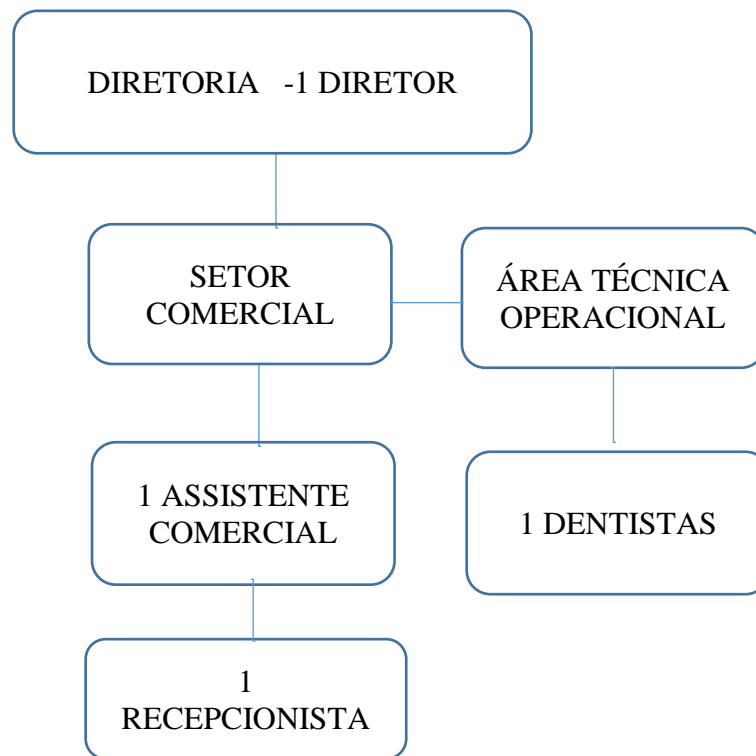 DIRETORIA -1 DIRETOR
SETOR
COMERCIAL
ÁREA TÉCNICA
OPERACIONAL
1 ASSISTENTE
COMERCIAL
1 DENTISTAS
1
RECEPCIONISTA